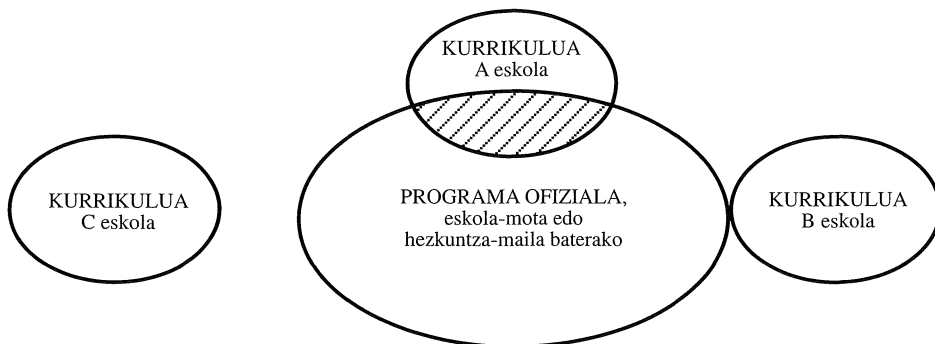 KURRIKULUA
A eskola
KURRIKULUA
C eskola
PROGRAMA OFIZIALA,
eskola-mota edo
hezkuntza-maila baterako
KURRIKULUA
B eskola